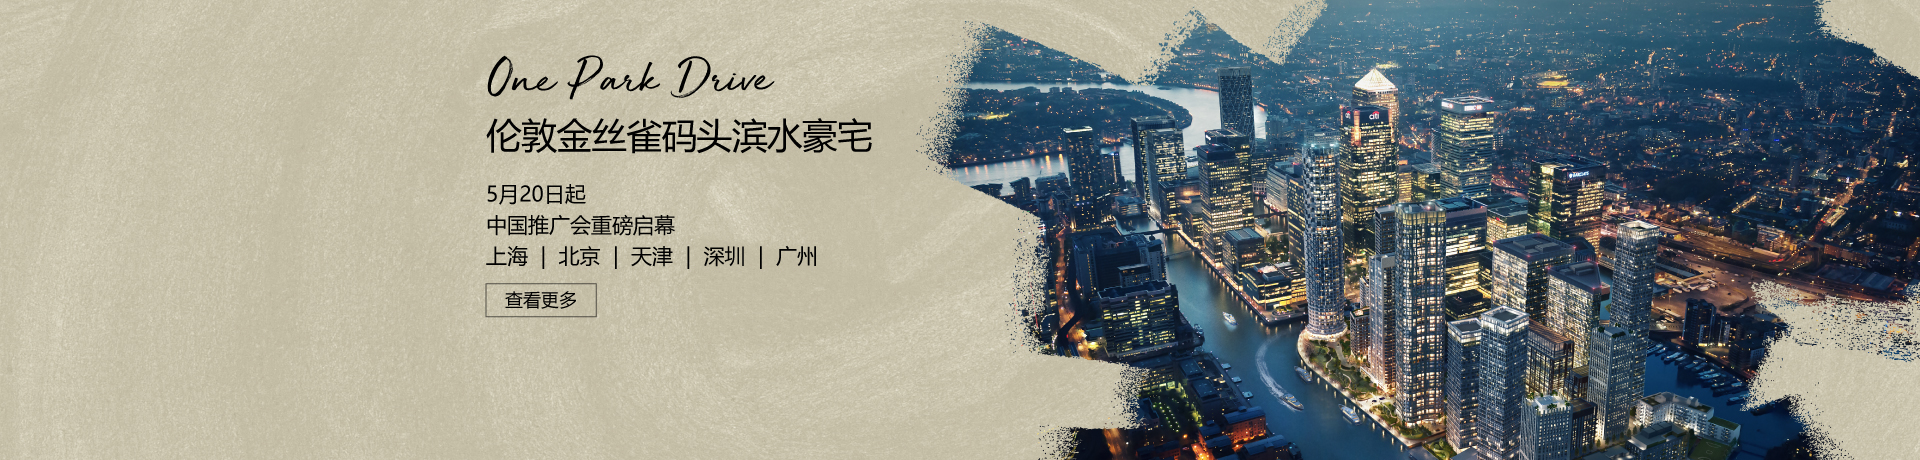 One Park Drive
伦敦金丝雀码头滨水豪宅
5月20日起
中国推广会重磅启幕
上海 | 北京 | 天津 | 深圳 | 广州
查看更多
citi
BARCLAYS